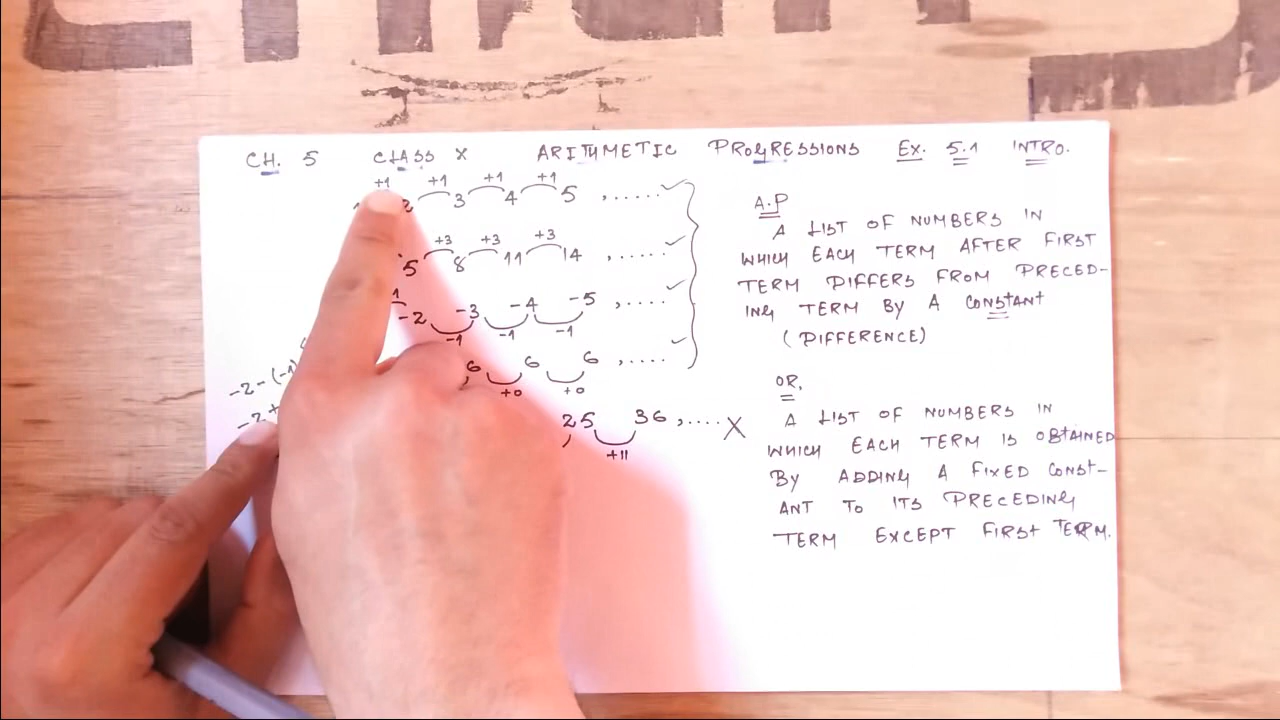 CH. 5 CLASS X ARITHMETIC PROGRESSIONS Ex. 5.1 INTRO.
+1 +1 +1 +1
2 3 4 5 , .....
+3 +3 +3
5 8 11 14 , .....
-2 -3 -4 -5 , .....
-1 -1 -1
6 6 6 , .....
+0 +0
25 36 , .... X
+11
-2-(-1)
-2+
A.P
A LIST OF NUMBERS IN
WHICH EACH TERM AFTER FIRST
TERM DIFFERS FROM PRECED-
ING TERM BY A CONSTANT
(DIFFERENCE)
OR,
A LIST OF NUMBERS IN
WHICH EACH TERM IS OBTAINED
By ADDING A FIXED CONST-
ANT TO ITS PRECEDING
TERM EXCEPT FIRST TERM.